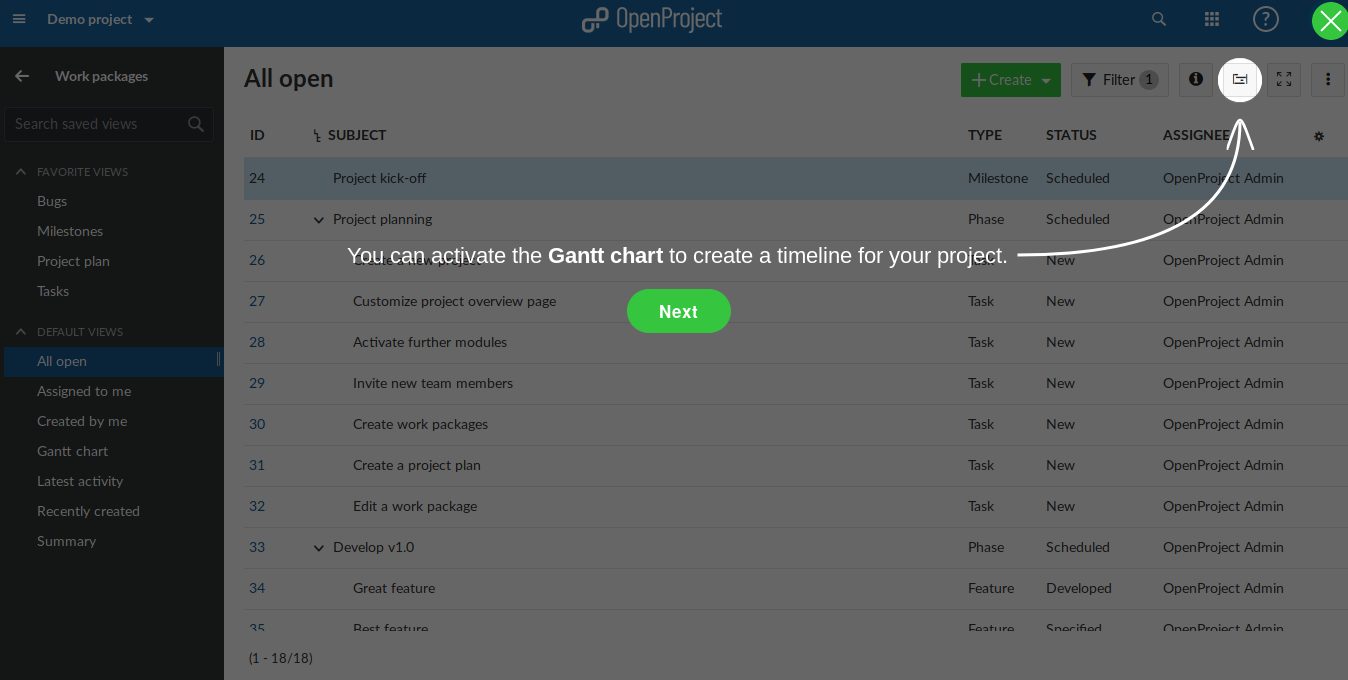 Demo project
OpenProject
?
Work packages
Search saved views
FAVORITE VIEWS
Bugs
Milestones
Project plan
Tasks
DEFAULT VIEWS
All open
Assigned to me
Created by me
Gantt chart
Latest activity
Recently created
Summary
All open
Create
Filter 1
ID SUBJECT TYPE STATUS ASSIGNEE
24 Project kick-off Milestone Scheduled OpenProject Admin
25 Project planning Phase Scheduled OpenProject Admin
You can activate the Gantt chart to create a timeline for your project.
26 Create a new project Task New OpenProject Admin
27 Customize project overview page Task New OpenProject Admin
Next
28 Activate further modules Task New OpenProject Admin
29 Invite new team members Task New OpenProject Admin
30 Create work packages Task New OpenProject Admin
31 Create a project plan Task New OpenProject Admin
32 Edit a work package Task New OpenProject Admin
33 Develop v1.0 Phase Scheduled OpenProject Admin
34 Great feature Feature Developed OpenProject Admin
35 Best feature Feature Specified OpenProject Admin
(1 - 18/18)